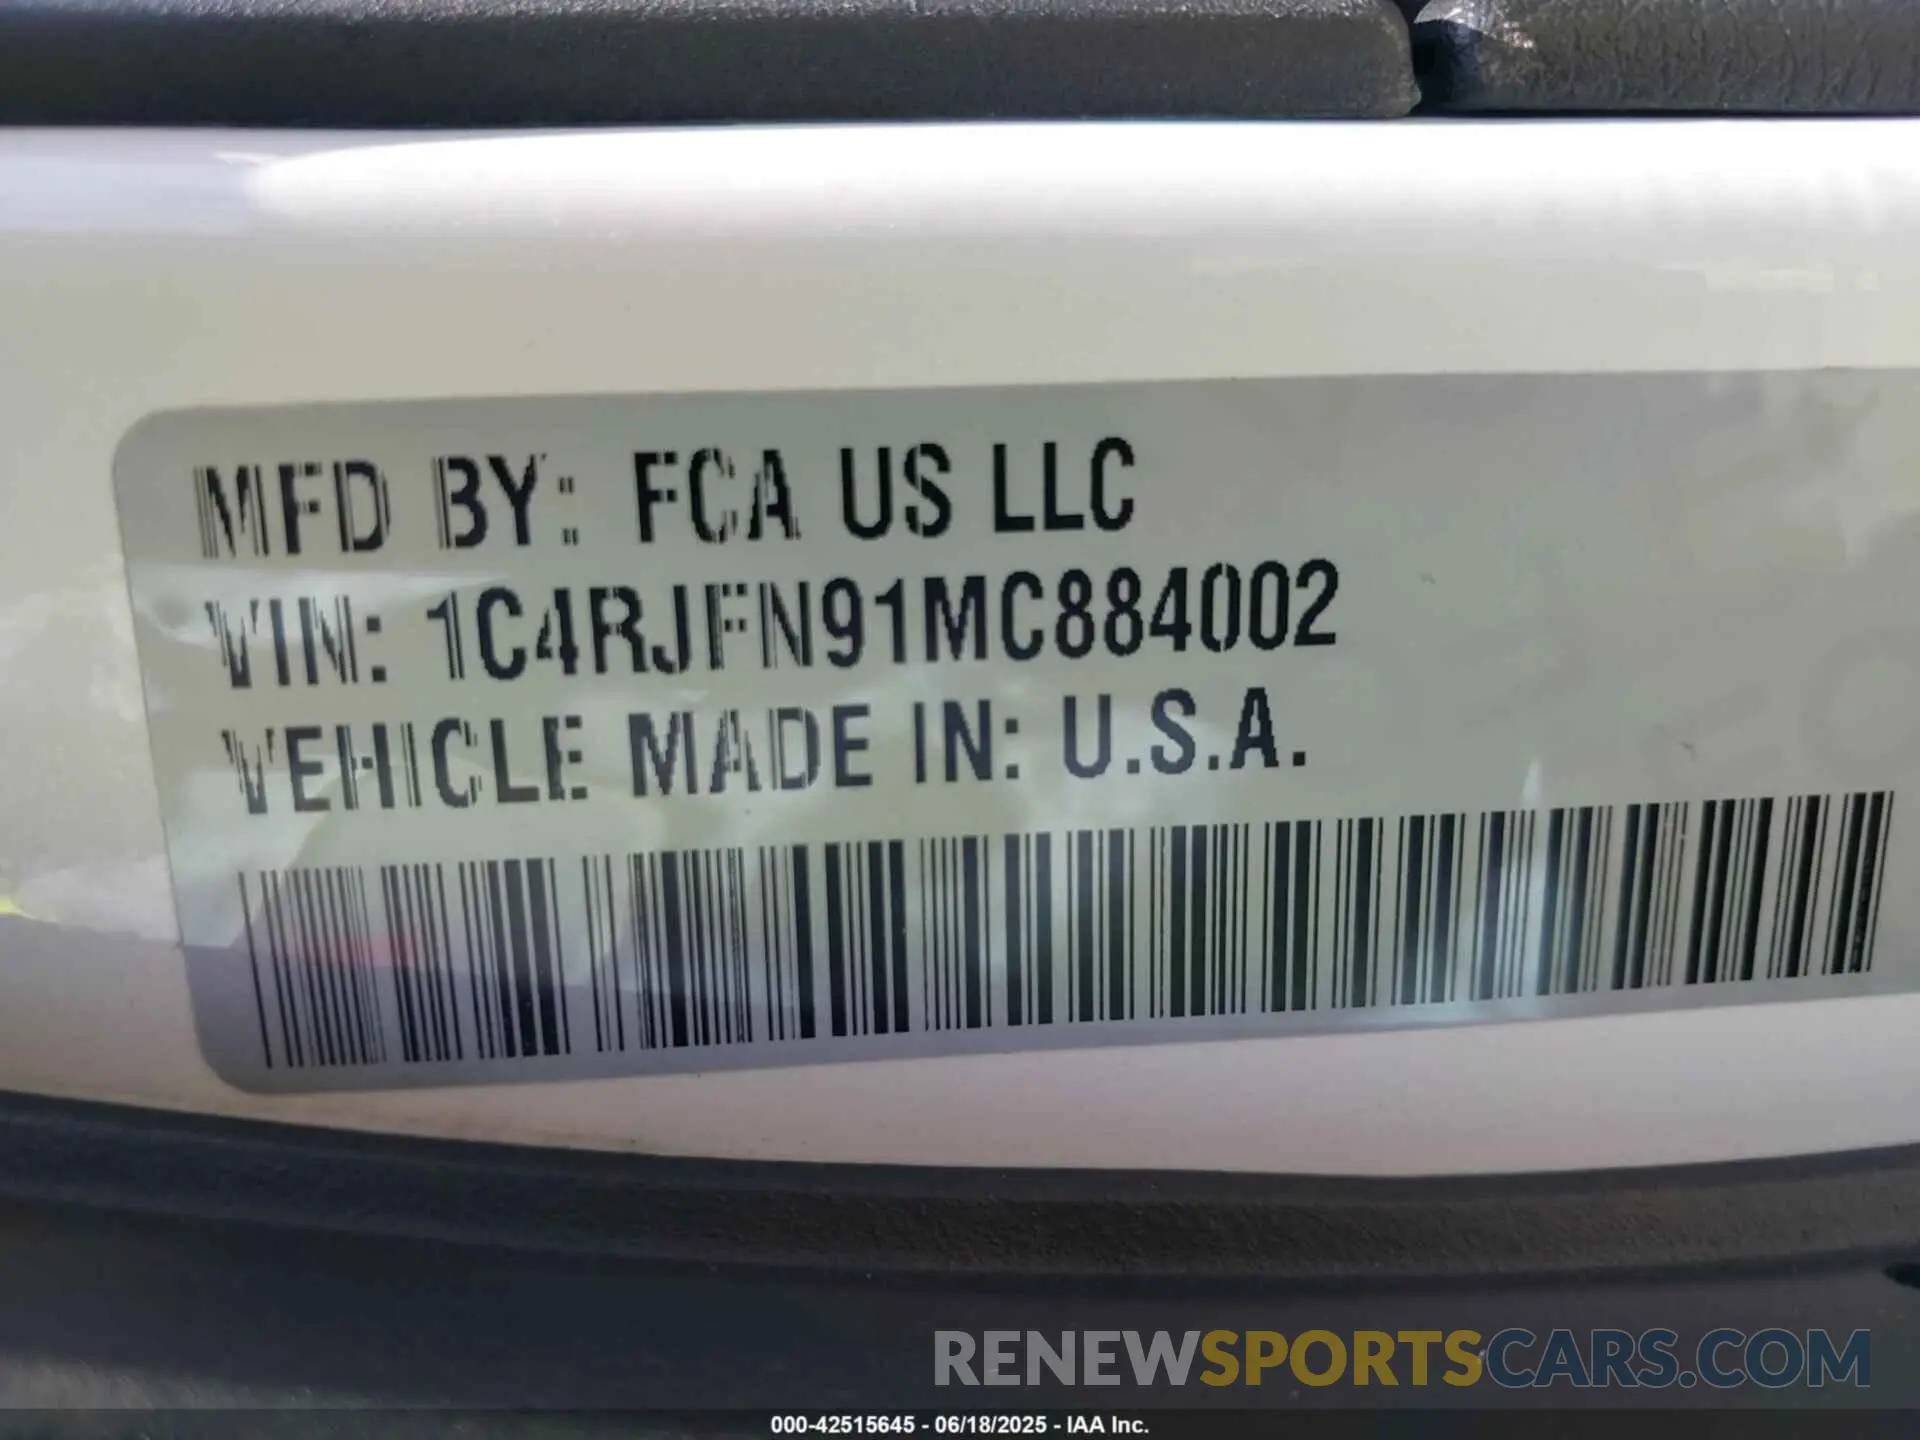 MFD BY: FCA US LLC
VIN: 1C4RJFN91MC884002
VEHICLE MADE IN: U.S.A.
RENEWSPORTSCARS.COM
000-42515645 - 06/18/2025 - IAA Inc.